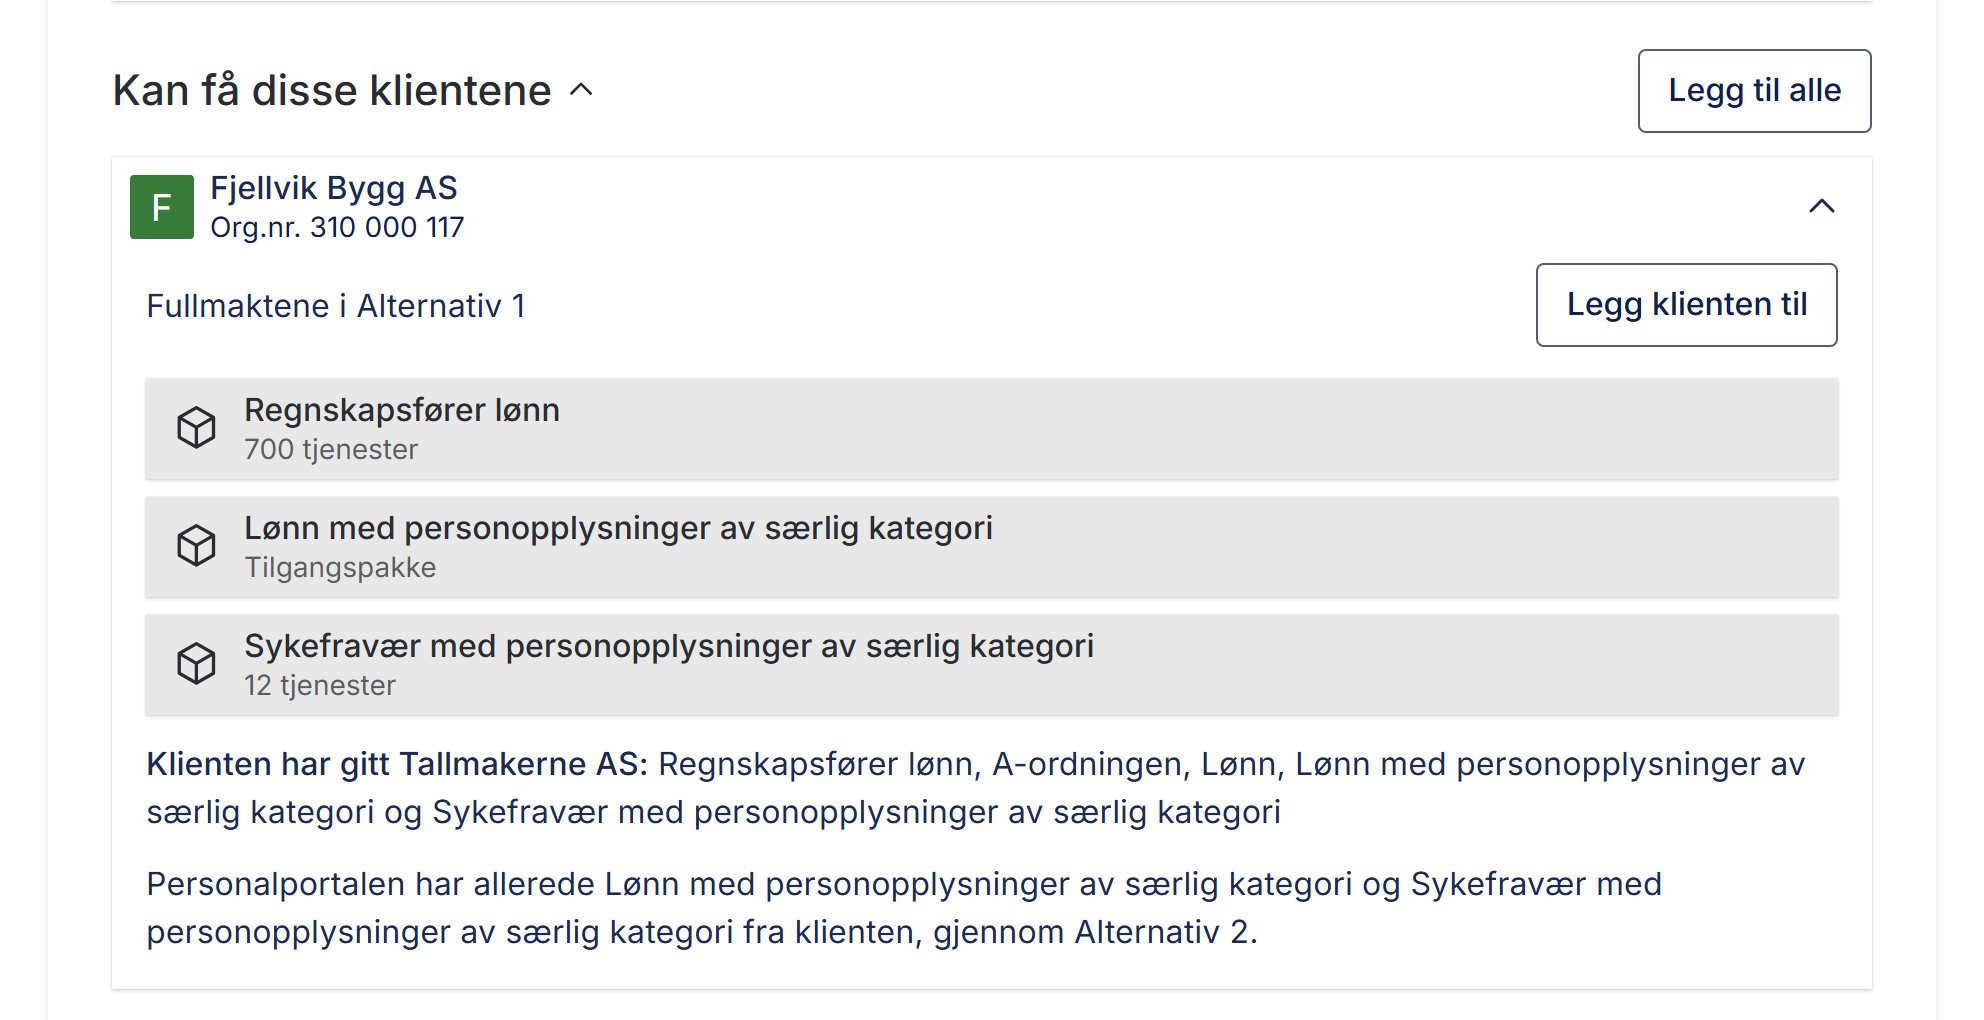 Kan få disse klientene
Legg til alle
F
Fjellvik Bygg AS
Org.nr. 310 000 117
Fullmaktene i Alternativ 1
Legg klienten til
Regnskapsfører lønn
700 tjenester
Lønn med personopplysninger av særlig kategori
Tilgangspakke
Sykefravær med personopplysninger av særlig kategori
12 tjenester
Klienten har gitt Tallmakerne AS: Regnskapsfører lønn, A-ordningen, Lønn, Lønn med personopplysninger av
særlig kategori og Sykefravær med personopplysninger av særlig kategori
Personalportalen har allerede Lønn med personopplysninger av særlig kategori og Sykefravær med
personopplysninger av særlig kategori fra klienten, gjennom Alternativ 2.